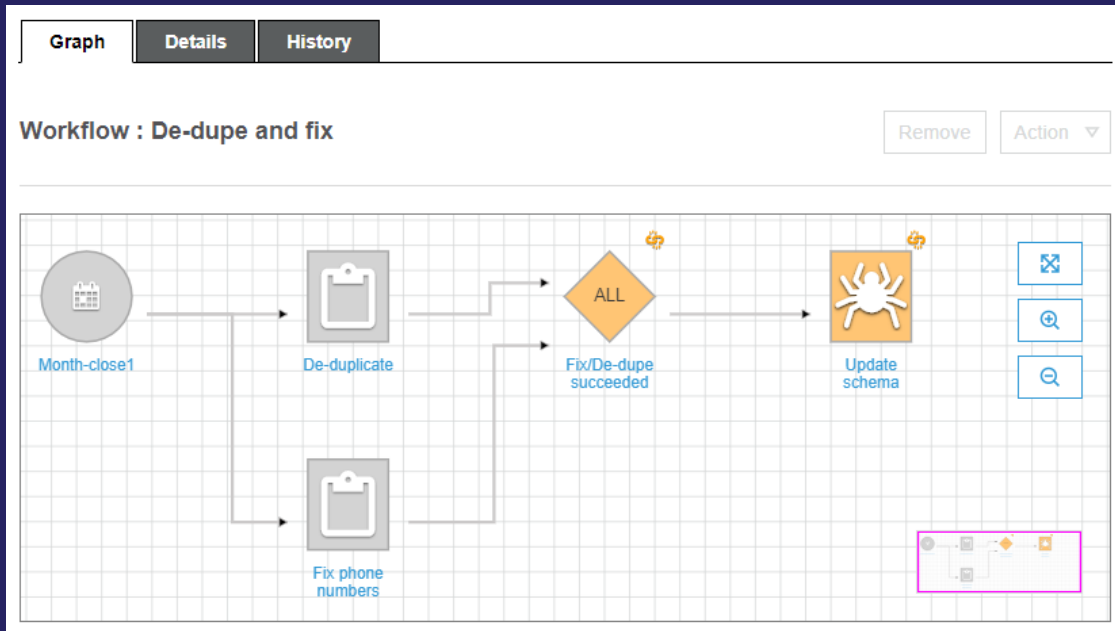 Graph
Details
History
Workflow : De-dupe and fix
Remove
Action
ALL
Month-close1
De-duplicate
Fix/De-dupe
succeeded
Update
schema
Fix phone
numbers